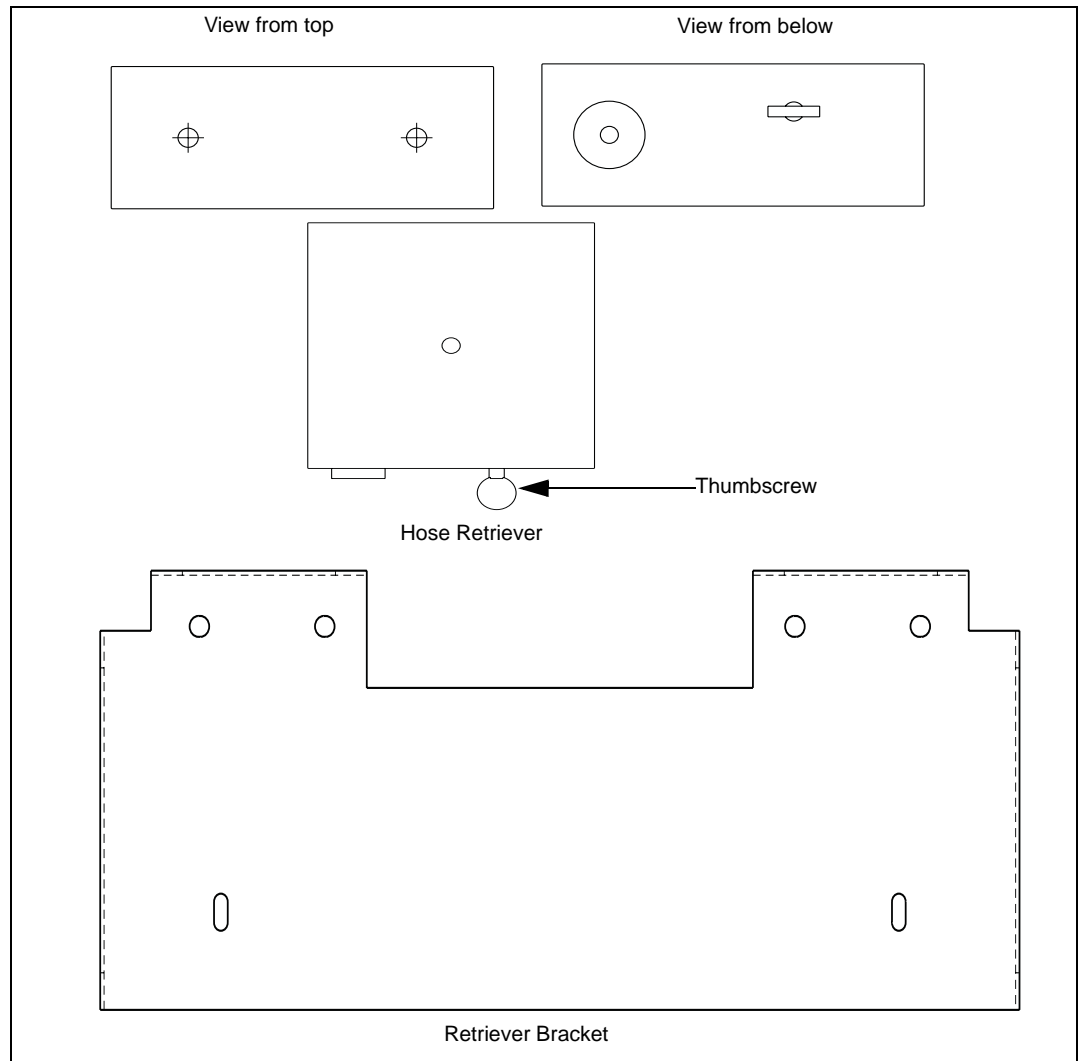 View from top
View from below
Thumbscrew
Hose Retriever
Retriever Bracket